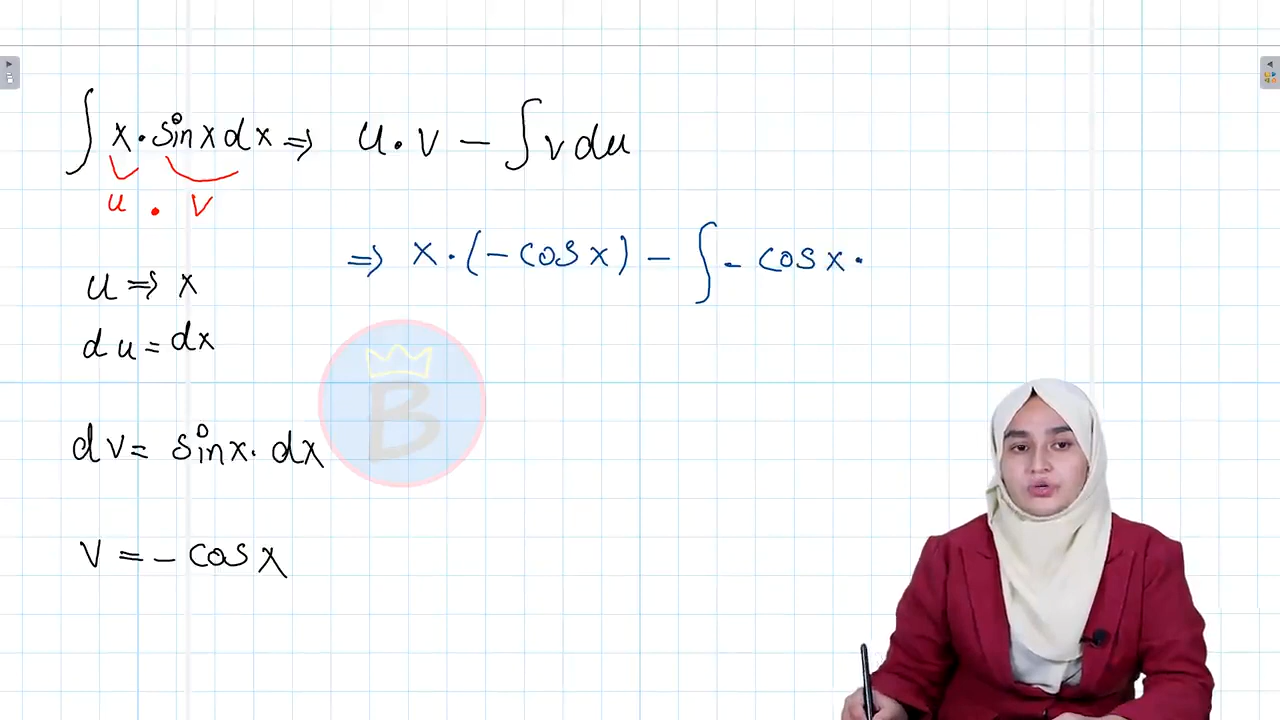 ∫ x · sin x dx ⇒ u · v − ∫ v du
u · v
⇒ x · (− cos x) − ∫ − cos x ·
u ⇒ x
du = dx
dv = sin x · dx
v = − cos x
B